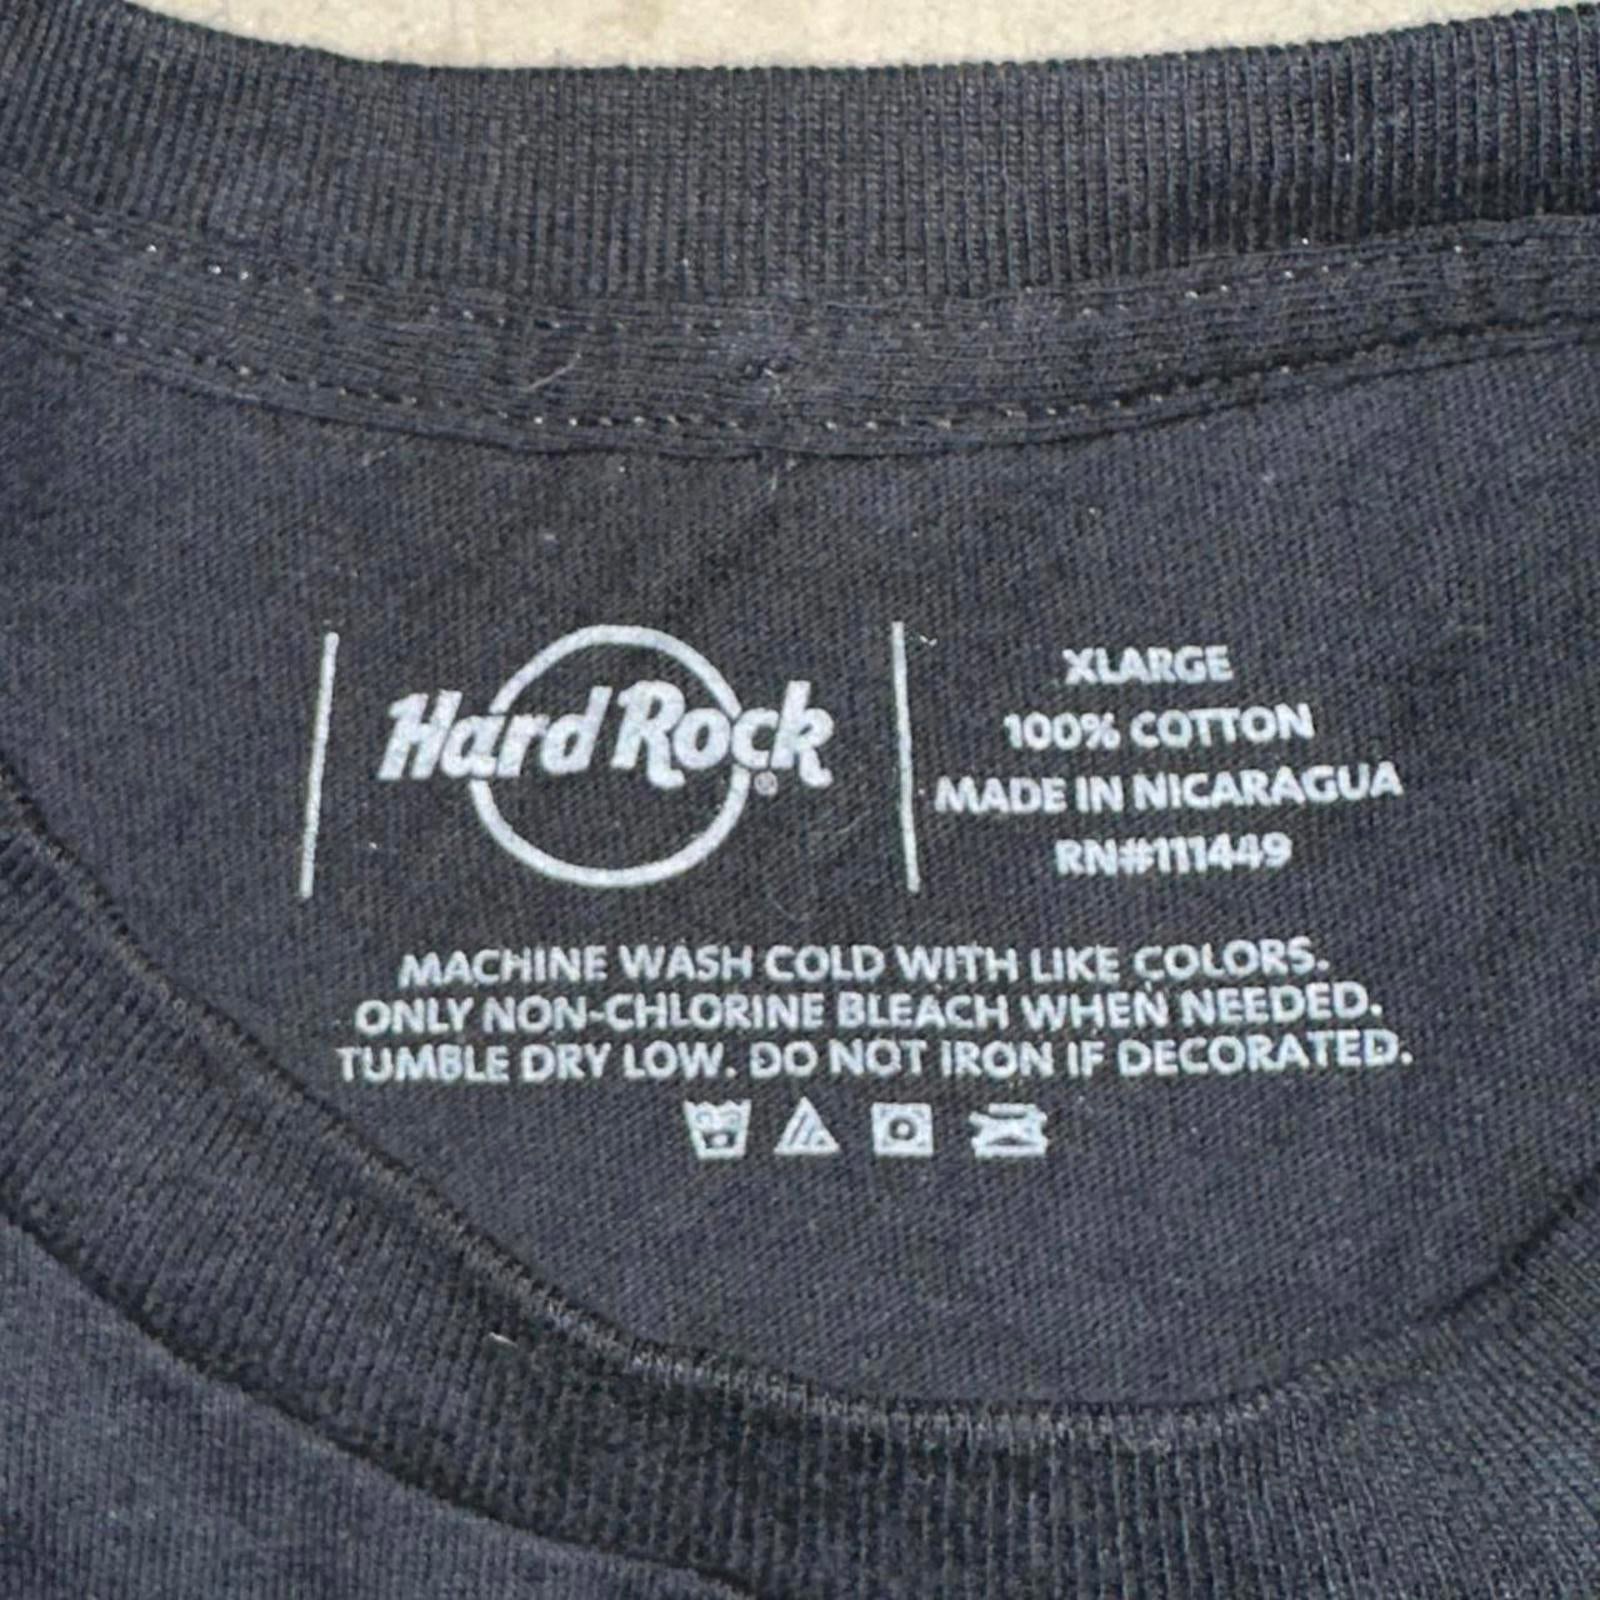 Hard Rock®
XLARGE
100% COTTON
MADE IN NICARAGUA
RN#111449
MACHINE WASH COLD WITH LIKE COLORS.
ONLY NON-CHLORINE BLEACH WHEN NEEDED.
TUMBLE DRY LOW. DO NOT IRON IF DECORATED.